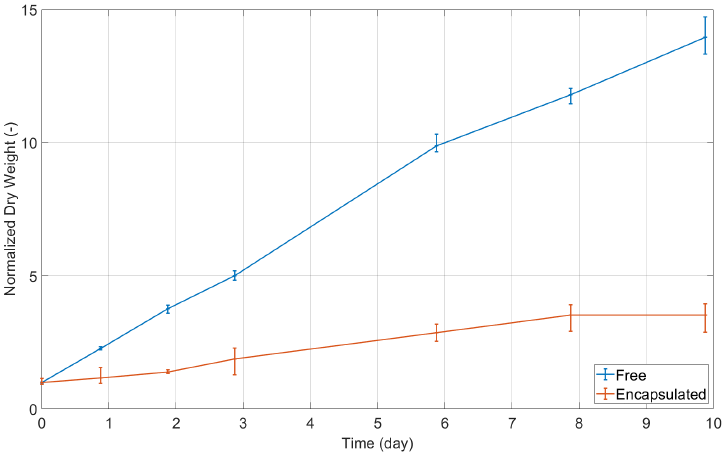 15
10
5
0
Normalized Dry Weight (-)
0 1 2 3 4 5 6 7 8 9 10
Time (day)
Free
Encapsulated